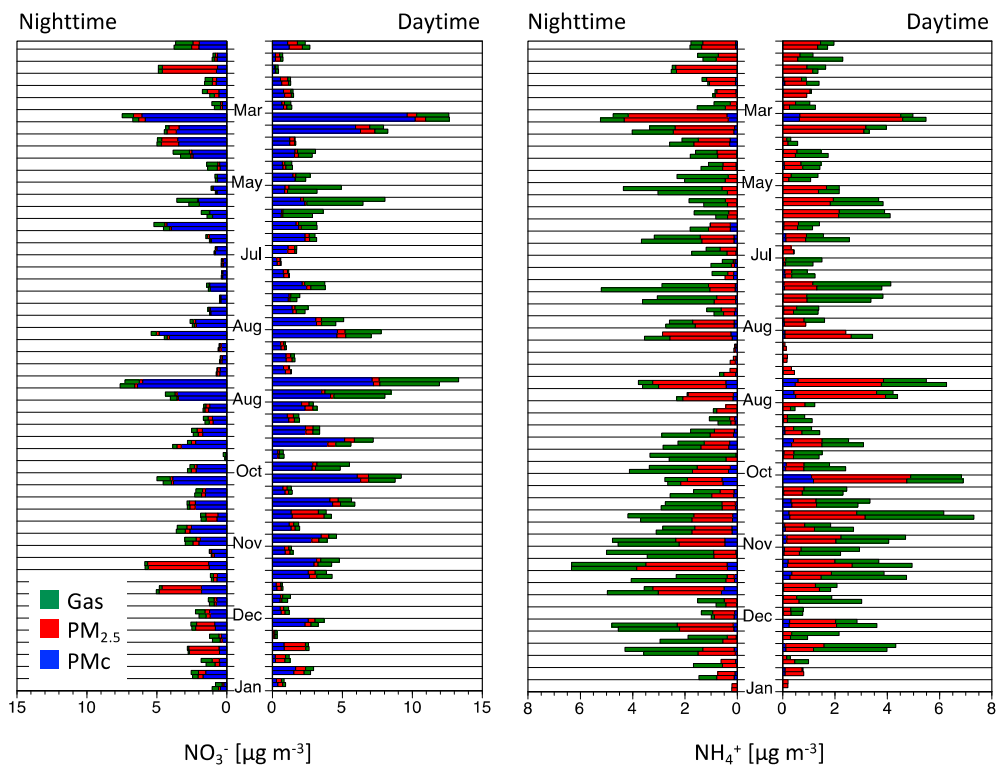 Nighttime Daytime Nighttime Daytime
Mar Mar
May May
Jul Jul
Aug Aug
Aug Aug
Oct Oct
Nov Nov
Gas
Dec Dec
PM2.5
PMc
Jan Jan
15 10 5 0 0 5 10 15 8 6 4 2 0 0 2 4 6 8
NO3- [µg m-3] NH4+ [µg m-3]